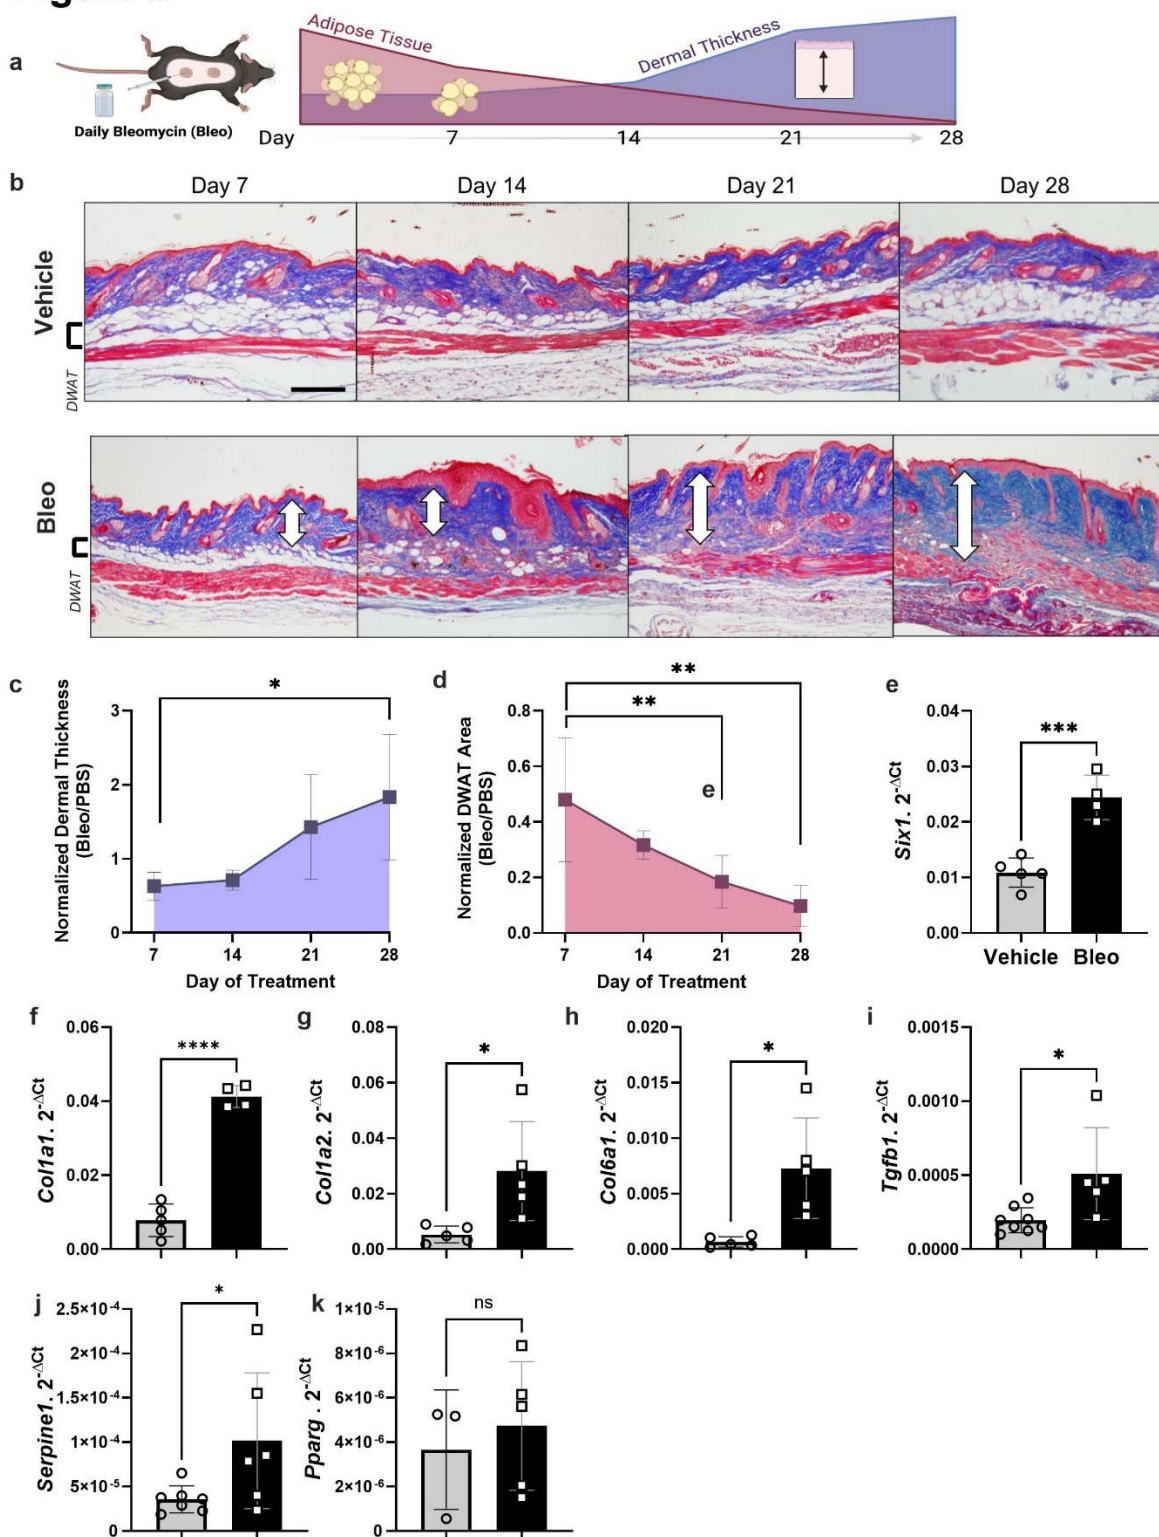 a
Adipose Tissue
Dermal Thickness
Daily Bleomycin (Bleo)
Day 7 14 21 28
b
Day 7 Day 14 Day 21 Day 28
Vehicle
DWAT
Bleo
DWAT
c
Normalized Dermal Thickness
(Bleo/PBS)
*
3
2
1
0
7 14 21 28
Day of Treatment
d
Normalized DWAT Area
(Bleo/PBS)
**
**
e
0.8
0.6
0.4
0.2
0.0
7 14 21 28
Day of Treatment
e
Six1. 2^-ΔCt
***
0.04
0.03
0.02
0.01
0.00
Vehicle Bleo
f
Col1a1. 2^-ΔCt
****
0.06
0.04
0.02
0.00
g
Col1a2. 2^-ΔCt
*
0.08
0.06
0.04
0.02
0.00
h
Col6a1. 2^-ΔCt
*
0.020
0.015
0.010
0.005
0.000
i
Tgfb1. 2^-ΔCt
*
0.0015
0.0010
0.0005
0.0000
j
Serpine1. 2^-ΔCt
*
2.5×10^-4
2×10^-4
1.5×10^-4
1×10^-4
5×10^-5
0
k
Pparg . 2^-ΔCt
ns
1×10^-5
8×10^-6
6×10^-6
4×10^-6
2×10^-6
0